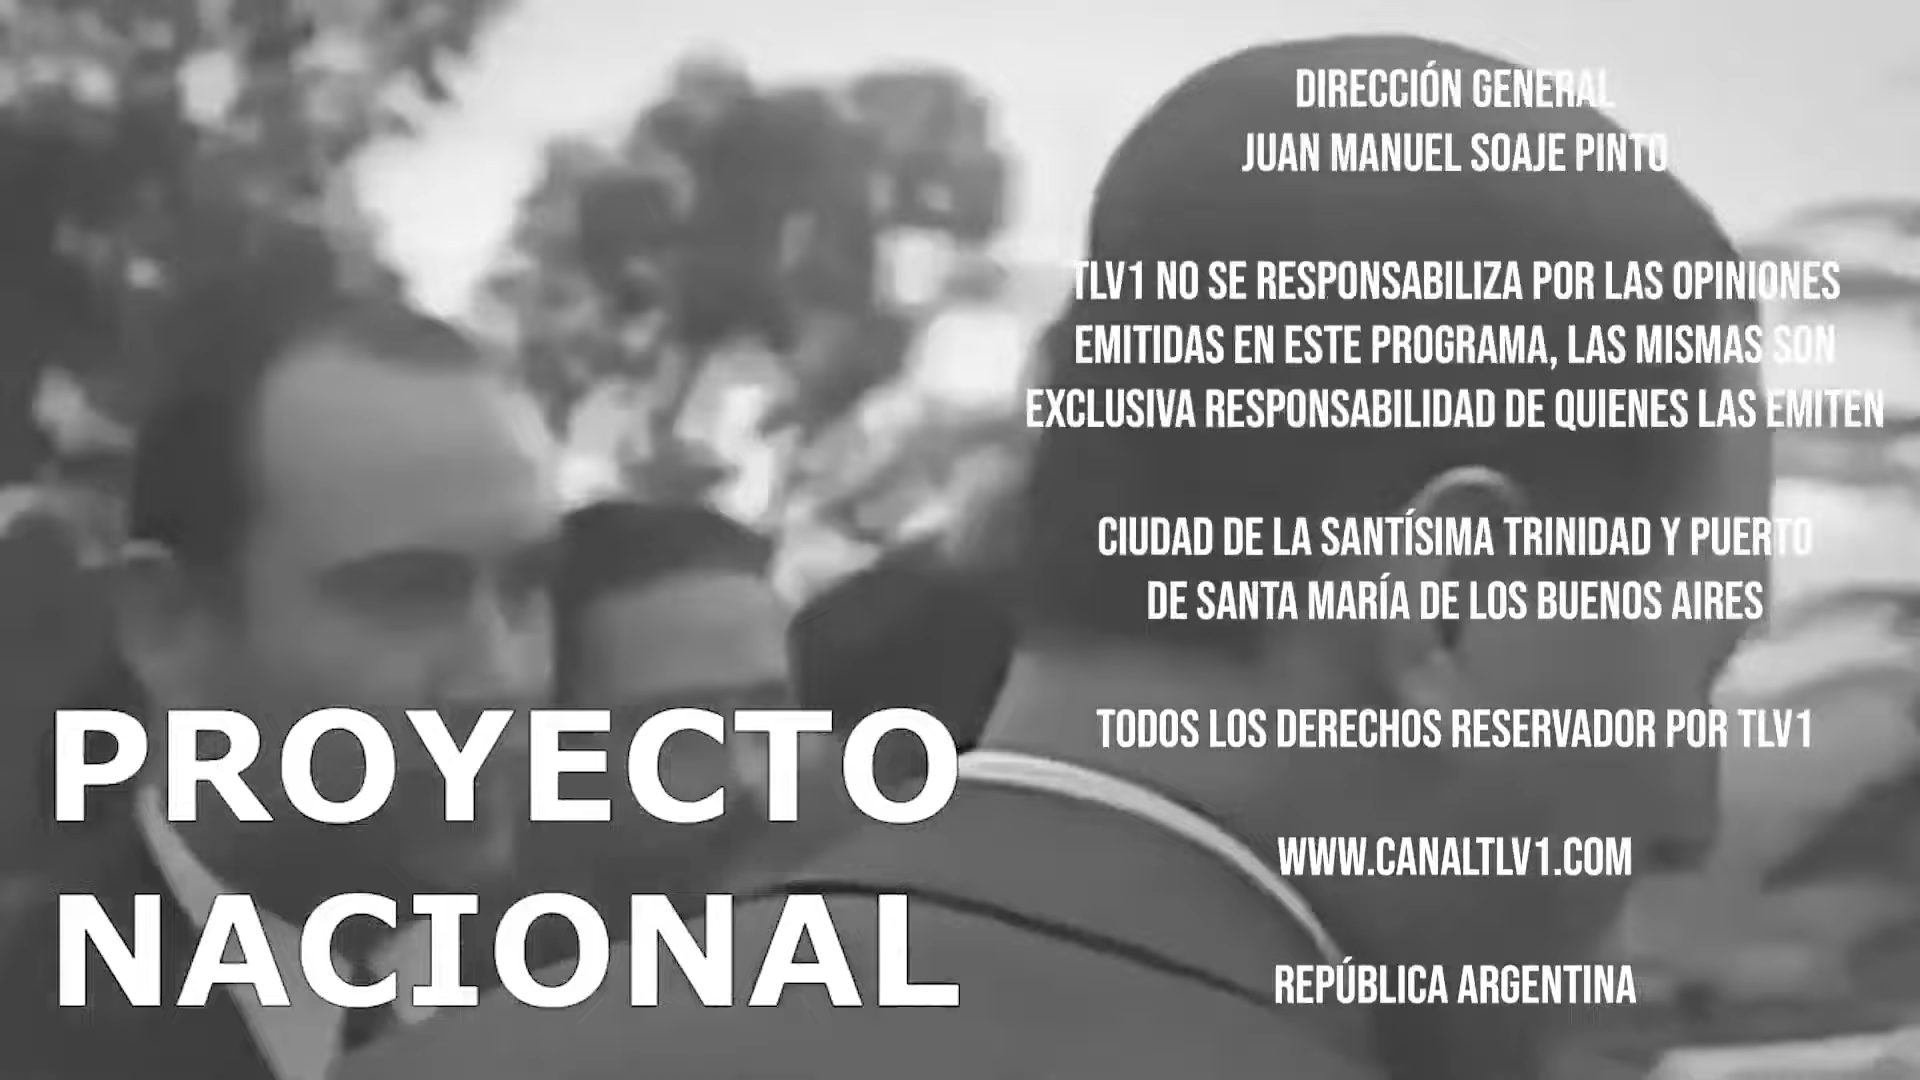 DIRECCIÓN GENERAL
JUAN MANUEL SOAJE PINTO
TLV1 NO SE RESPONSABILIZA POR LAS OPINIONES
EMITIDAS EN ESTE PROGRAMA, LAS MISMAS SON
EXCLUSIVA RESPONSABILIDAD DE QUIENES LAS EMITEN
CIUDAD DE LA SANTÍSIMA TRINIDAD Y PUERTO
DE SANTA MARÍA DE LOS BUENOS AIRES
TODOS LOS DERECHOS RESERVADOR POR TLV1
WWW.CANALTLV1.COM
REPÚBLICA ARGENTINA
PROYECTO
NACIONAL